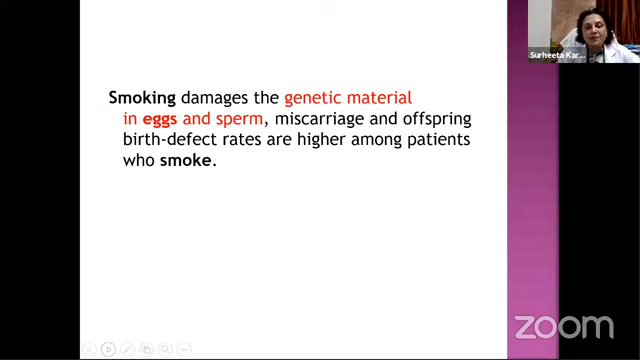 Surheeta Kar...
Smoking damages the genetic material
in eggs and sperm, miscarriage and offspring
birth-defect rates are higher among patients
who smoke.
zoom